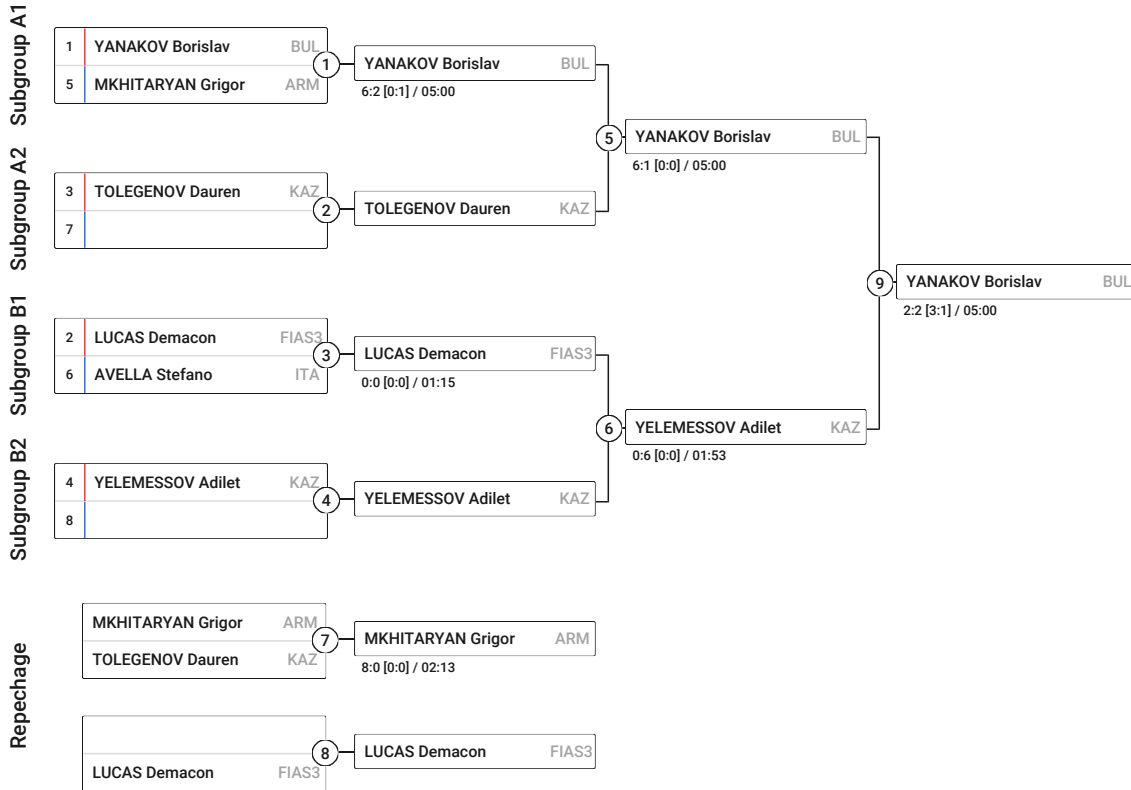 Subgroup A1
1 YANAKOV Borislav BUL
5 MKHITARYAN Grigor ARM
1
YANAKOV Borislav BUL
6:2 [0:1] / 05:00
5
YANAKOV Borislav BUL
6:1 [0:0] / 05:00
Subgroup A2
3 TOLEGENOV Dauren KAZ
7
2
TOLEGENOV Dauren KAZ
9
YANAKOV Borislav BUL
2:2 [3:1] / 05:00
Subgroup B1
2 LUCAS Demacon FIAS3
6 AVELLA Stefano ITA
3
LUCAS Demacon FIAS3
0:0 [0:0] / 01:15
6
YELEMESSOV Adilet KAZ
0:6 [0:0] / 01:53
Subgroup B2
4 YELEMESSOV Adilet KAZ
8
4
YELEMESSOV Adilet KAZ
Repechage
MKHITARYAN Grigor ARM
TOLEGENOV Dauren KAZ
7
MKHITARYAN Grigor ARM
8:0 [0:0] / 02:13
8
LUCAS Demacon FIAS3
LUCAS Demacon FIAS3